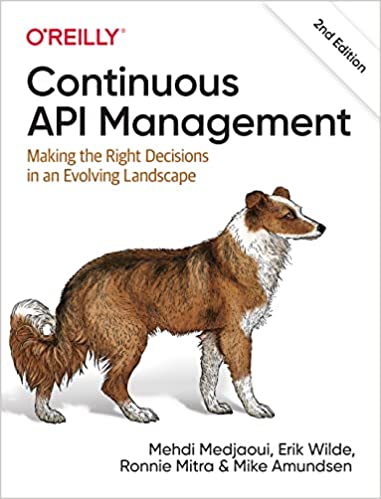 O'REILLY®
2nd Edition
Continuous
API Management
Making the Right Decisions
in an Evolving Landscape
Mehdi Medjaoui, Erik Wilde,
Ronnie Mitra & Mike Amundsen